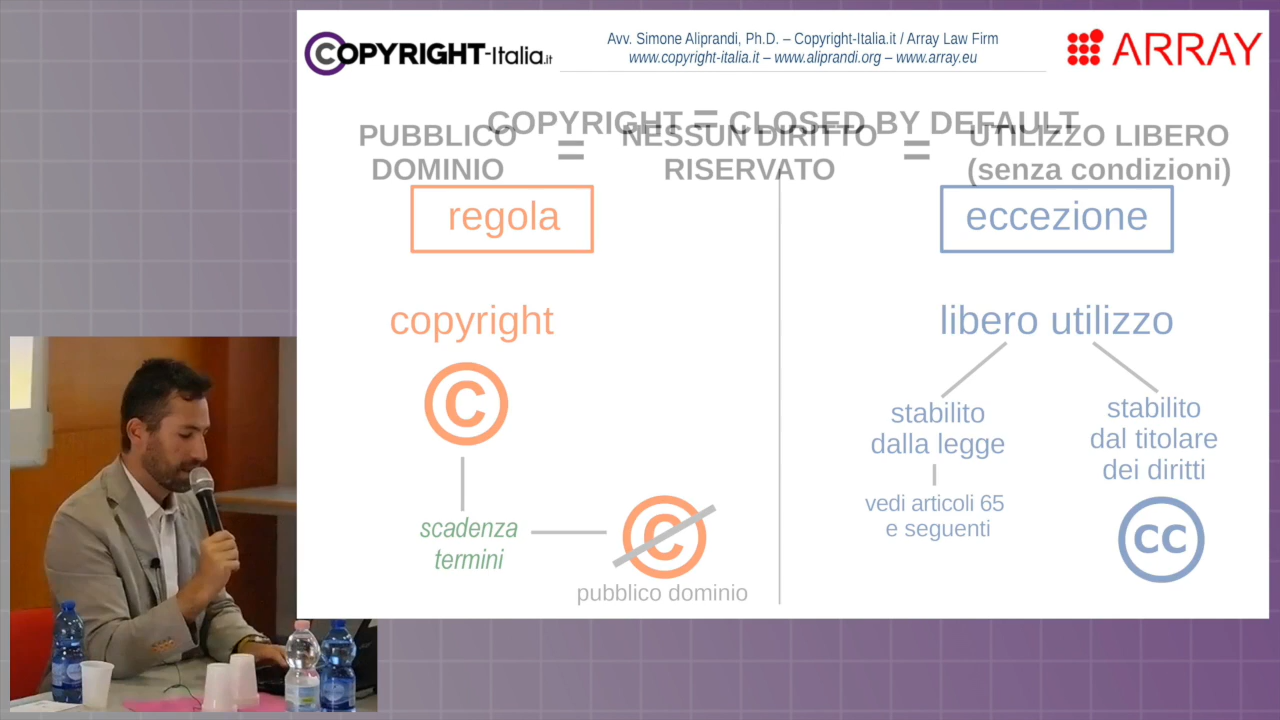 COPYRIGHT-Italia.it
Avv. Simone Aliprandi, Ph.D. – Copyright-Italia.it / Array Law Firm
www.copyright-italia.it – www.aliprandi.org – www.array.eu
ARRAY
COPYRIGHT = CLOSED BY DEFAULT
PUBBLICO
DOMINIO
=
NESSUN DIRITTO
RISERVATO
=
UTILIZZO LIBERO
(senza condizioni)
regola
eccezione
copyright
libero utilizzo
©
stabilito
dalla legge
stabilito
dal titolare
dei diritti
vedi articoli 65
e seguenti
CC
scadenza
termini
©
pubblico dominio